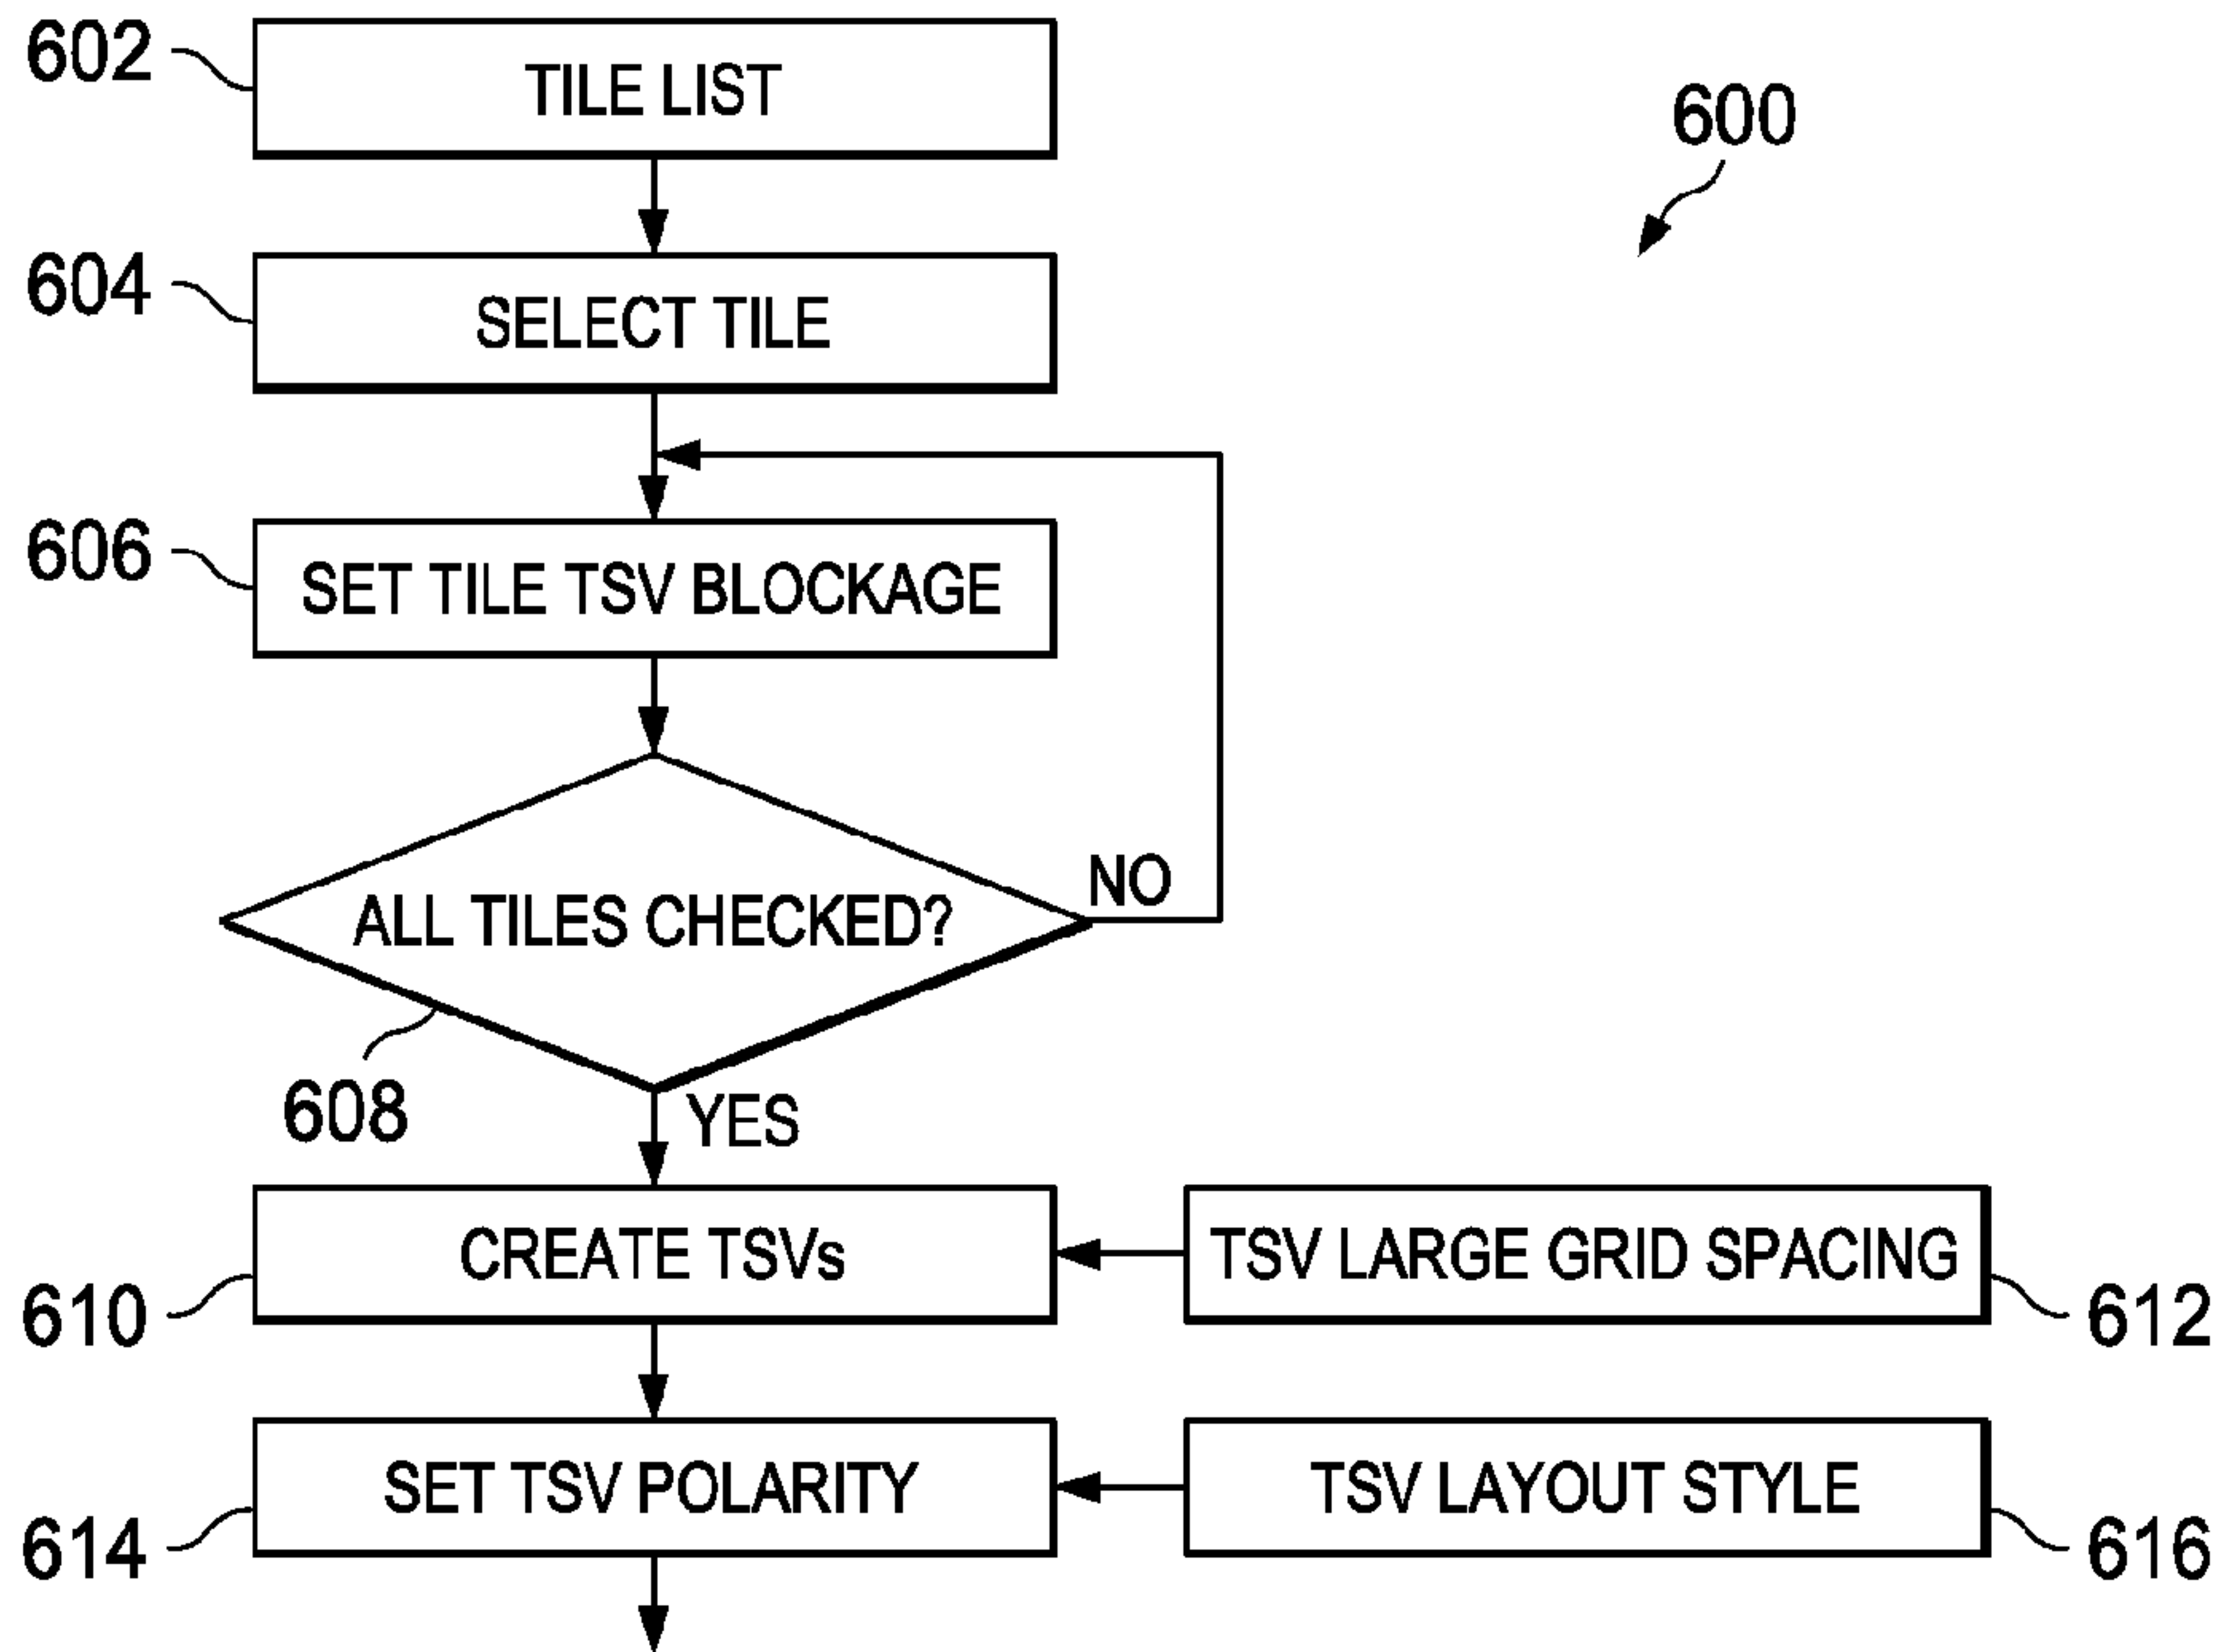 602
TILE LIST
600
604
SELECT TILE
606
SET TILE TSV BLOCKAGE
ALL TILES CHECKED?
NO
608
YES
CREATE TSVs
TSV LARGE GRID SPACING
610
612
SET TSV POLARITY
TSV LAYOUT STYLE
614
616